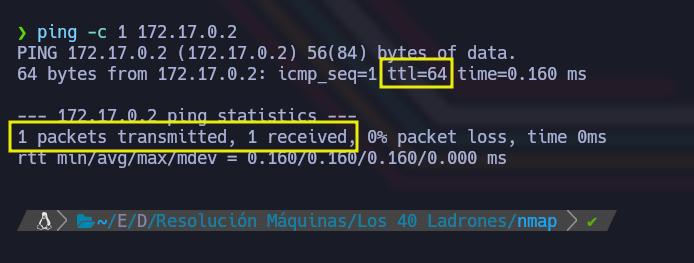 ❯ ping -c 1 172.17.0.2
PING 172.17.0.2 (172.17.0.2) 56(84) bytes of data.
64 bytes from 172.17.0.2: icmp_seq=1 ttl=64 time=0.160 ms
--- 172.17.0.2 ping statistics ---
1 packets transmitted, 1 received, 0% packet loss, time 0ms
rtt min/avg/max/mdev = 0.160/0.160/0.160/0.000 ms
~/E/D/Resolución Máquinas/Los 40 Ladrones/nmap ✔